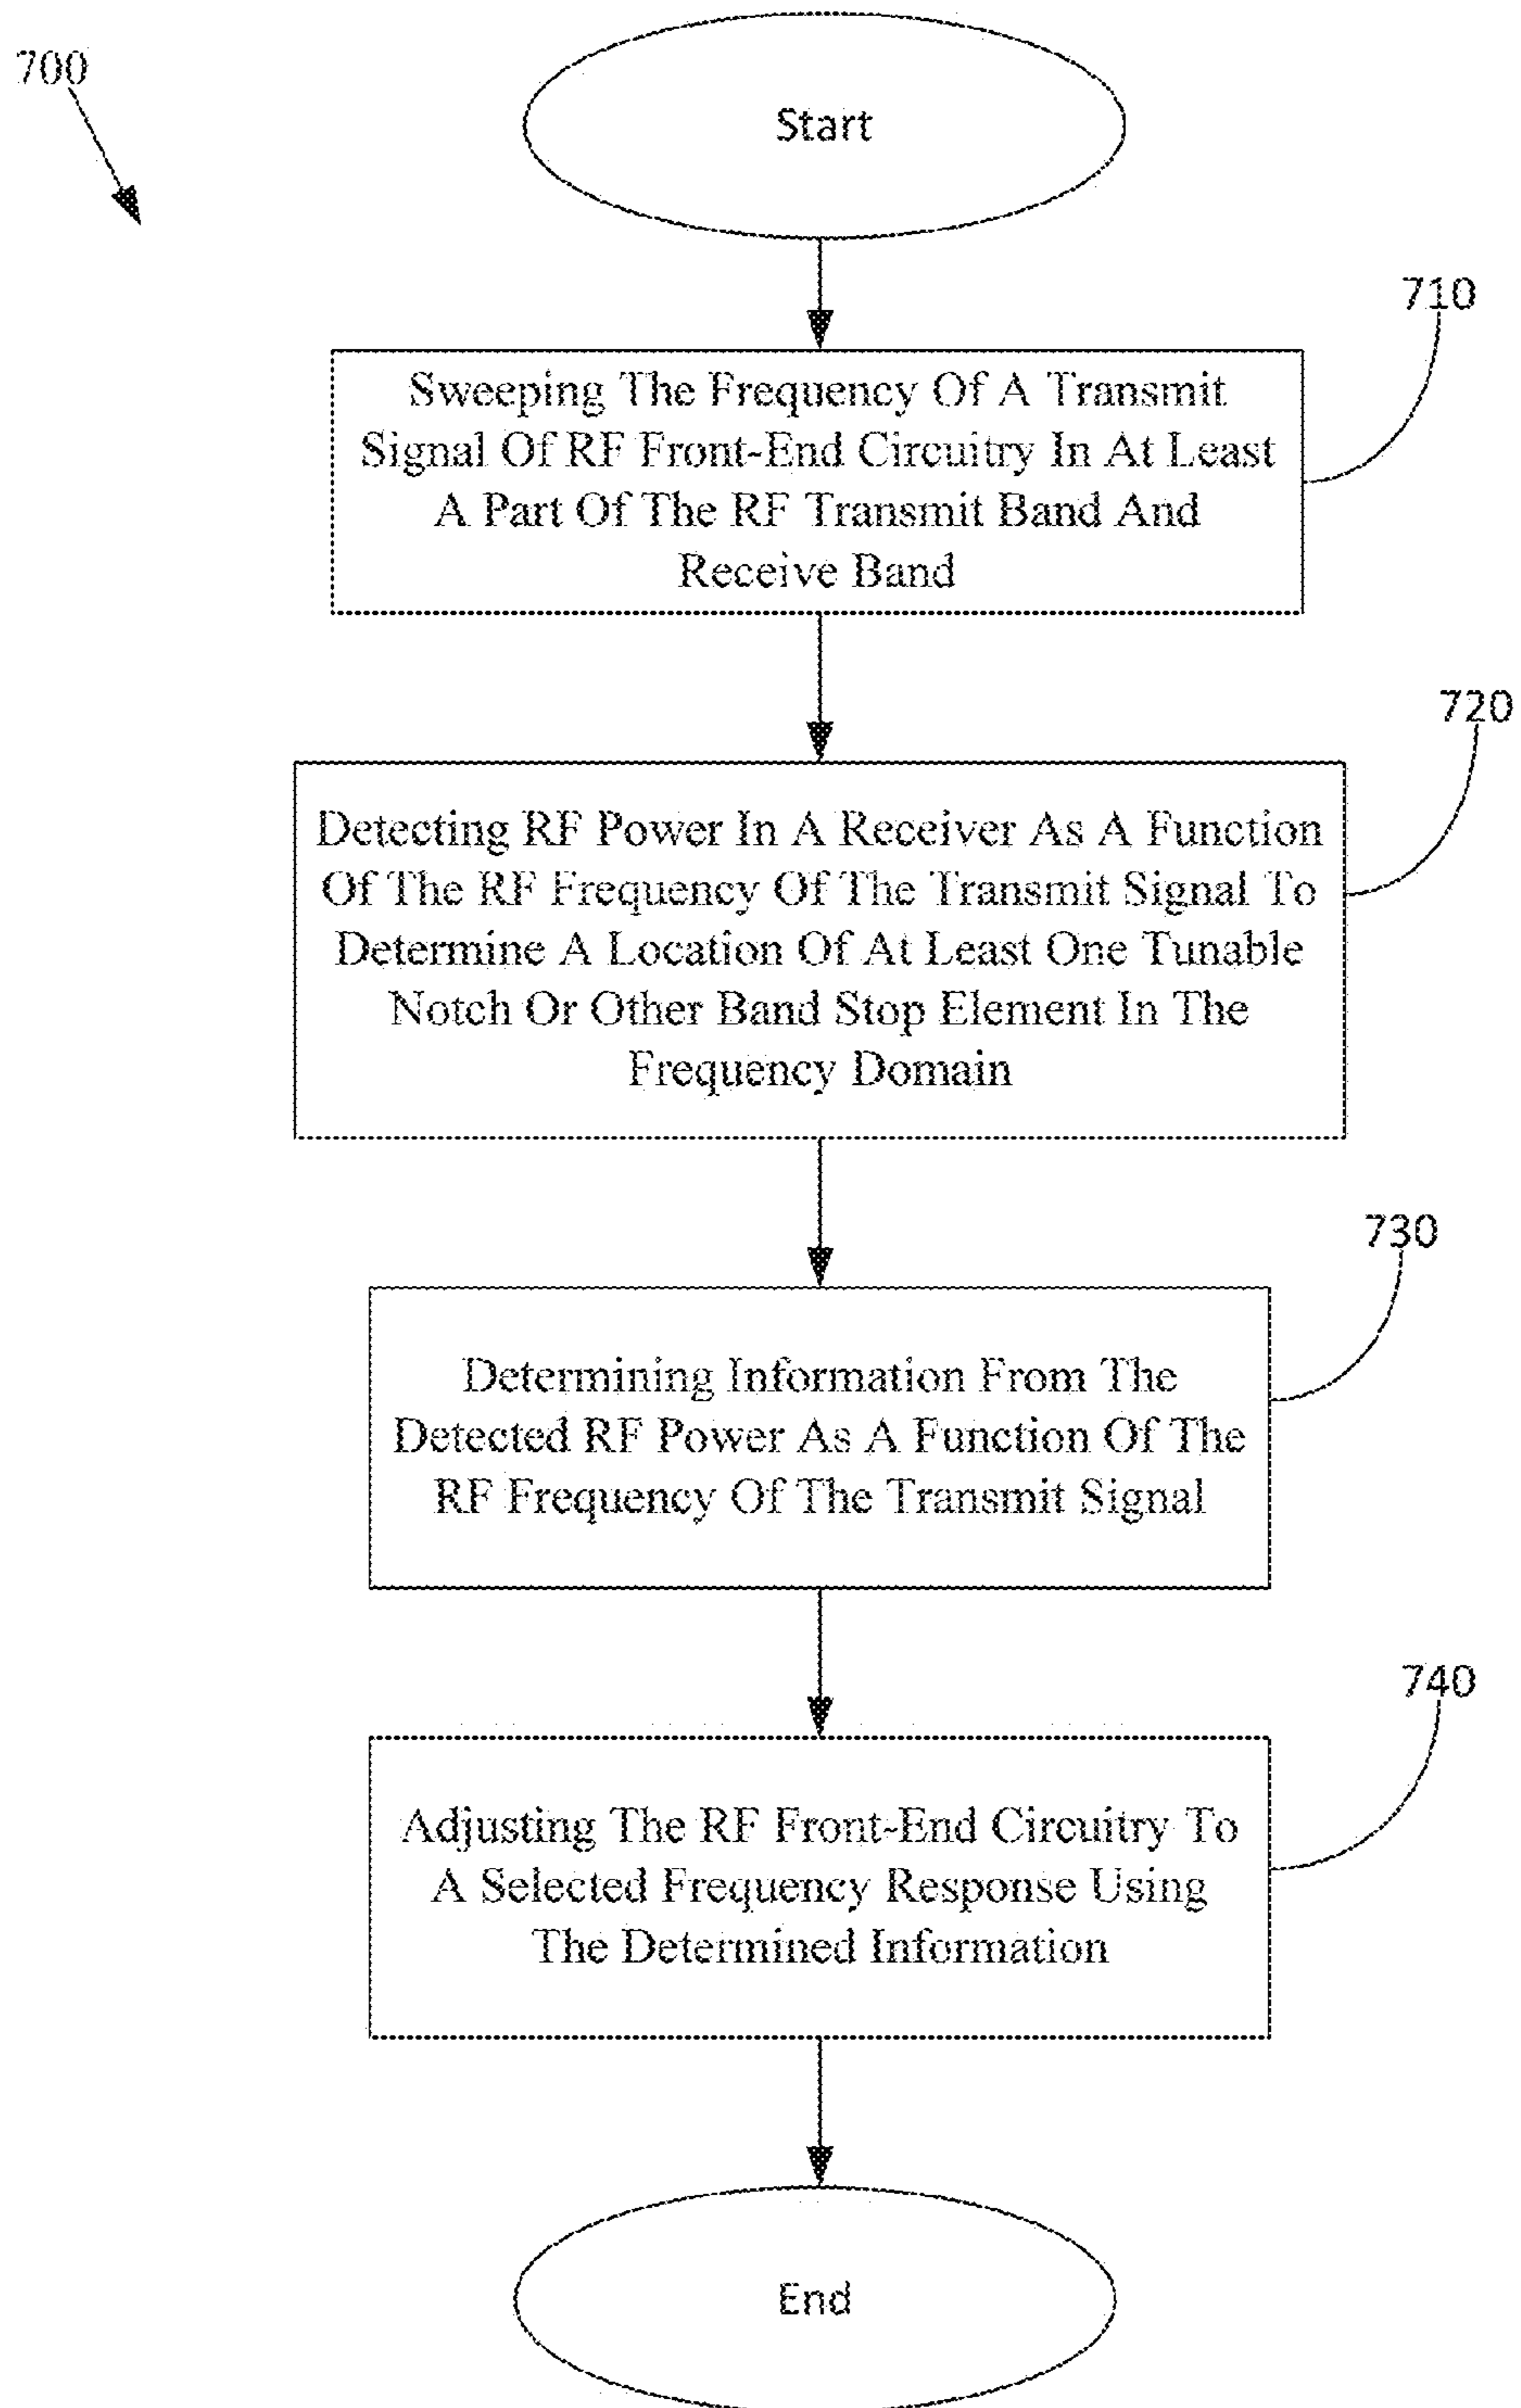 700
Start
710
Sweeping The Frequency Of A Transmit
Signal Of RF Front-End Circuitry In At Least
A Part Of The RF Transmit Band And
Receive Band
720
Detecting RF Power In A Receiver As A Function
Of The RF Frequency Of The Transmit Signal To
Determine A Location Of At Least One Tunable
Notch Or Other Band Stop Element In The
Frequency Domain
730
Determining Information From The
Detected RF Power As A Function Of The
RF Frequency Of The Transmit Signal
740
Adjusting The RF Front-End Circuitry To
A Selected Frequency Response Using
The Determined Information
End